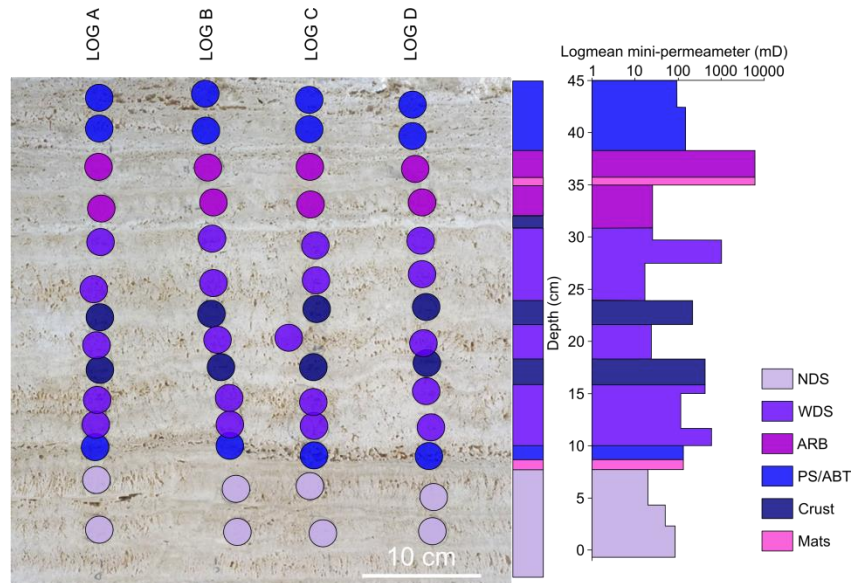 LOG A
LOG B
LOG C
LOG D
10 cm
Logmean mini-permeameter (mD)
1 10 100 1000 10000
45
40
35
30
25
20
15
10
5
0
Depth (cm)
NDS
WDS
ARB
PS/ABT
Crust
Mats